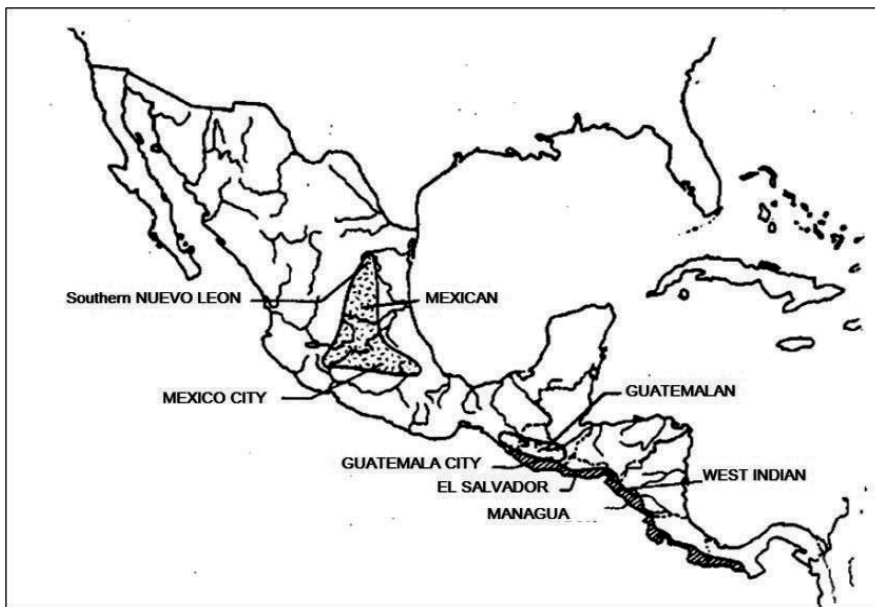 Southern NUEVO LEON
MEXICAN
MEXICO CITY
GUATEMALAN
GUATEMALA CITY
EL SALVADOR
WEST INDIAN
MANAGUA